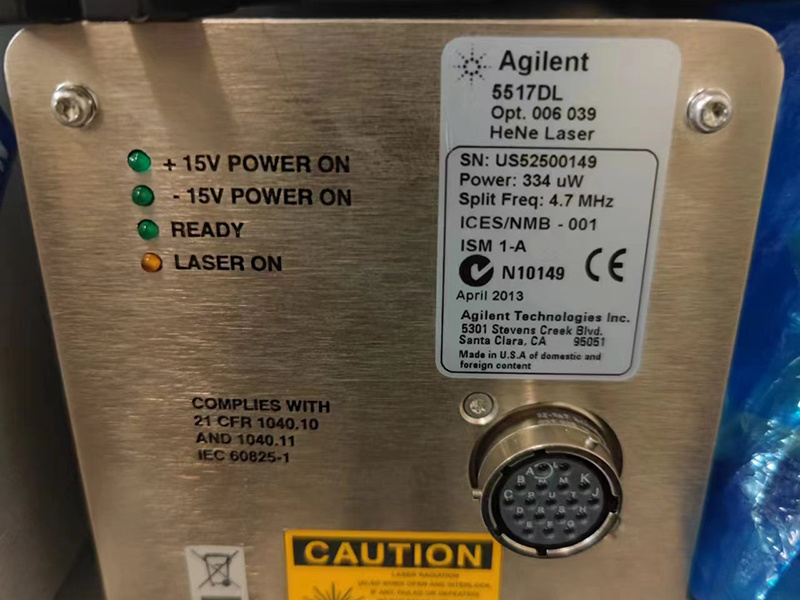 Agilent
5517DL
Opt. 006 039
HeNe Laser
SN: US52500149
Power: 334 uW
Split Freq: 4.7 MHz
ICES/NMB - 001
ISM 1-A
N10149 CE
April 2013
Agilent Technologies Inc.
5301 Stevens Creek Blvd.
Santa Clara, CA 95051
Made in U.S.A of domestic and
foreign content
+ 15V POWER ON
- 15V POWER ON
READY
LASER ON
COMPLIES WITH
21 CFR 1040.10
AND 1040.11
IEC 60825-1
A
B M K
C P U T J
D R S H
E F G
CAUTION
LASER RADIATION